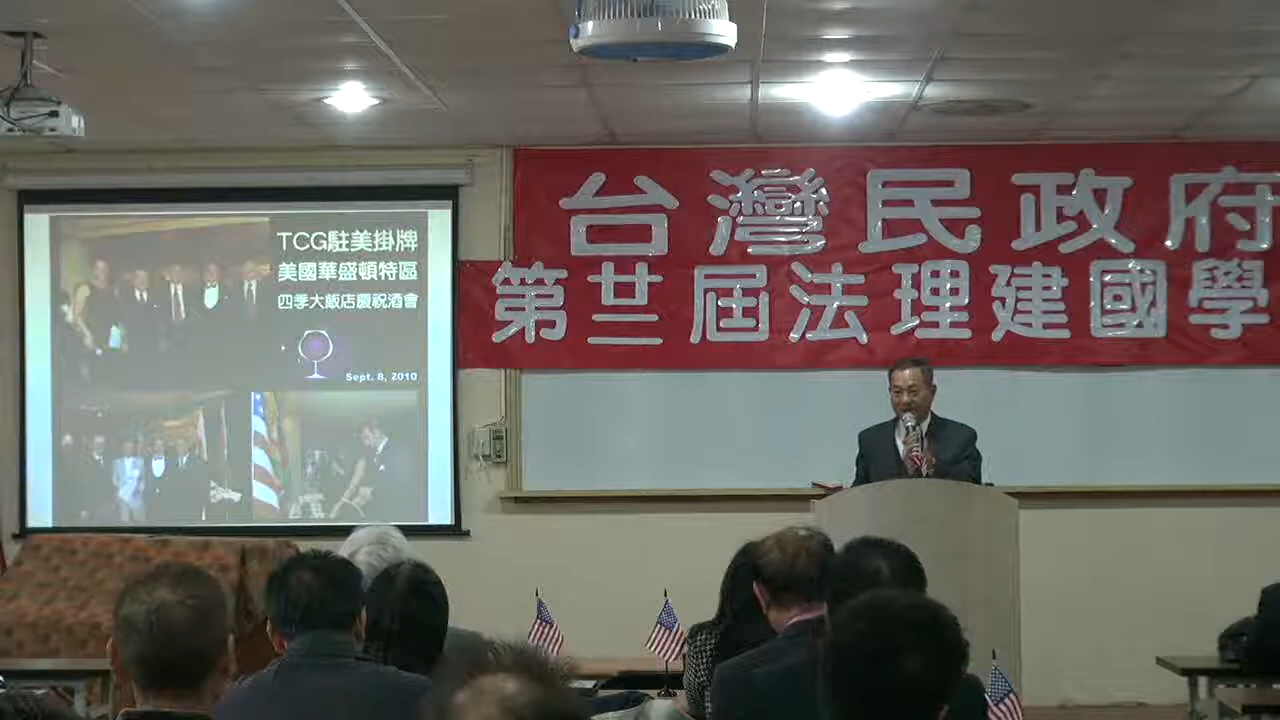 台灣民政府
第廿二屆法理建國學
TCG駐美掛牌
美國華盛頓特區
四季大飯店慶祝酒會
Sept. 8, 2010